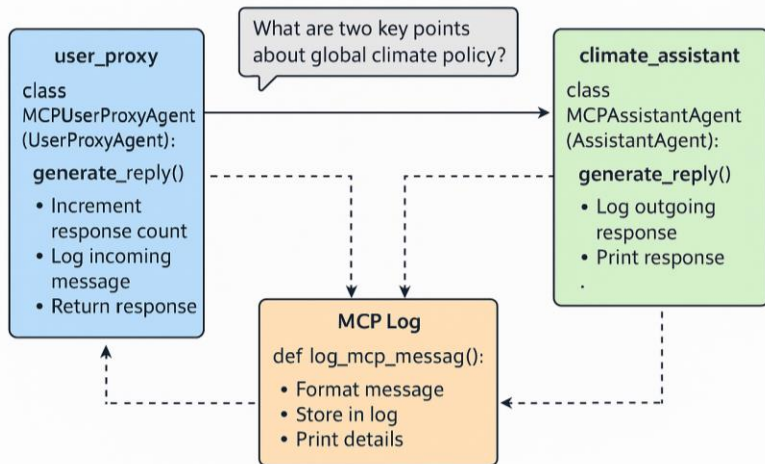 What are two key points
about global climate policy?
user_proxy
class
MCPUserProxyAgent
(UserProxyAgent):
generate_reply()
• Increment
response count
• Log incoming
message
• Return response
climate_assistant
class
MCPAssistantAgent
(AssistantAgent):
generate_reply()
• Log outgoing
response
• Print response
.
MCP Log
def log_mcp_messag():
• Format message
• Store in log
• Print details